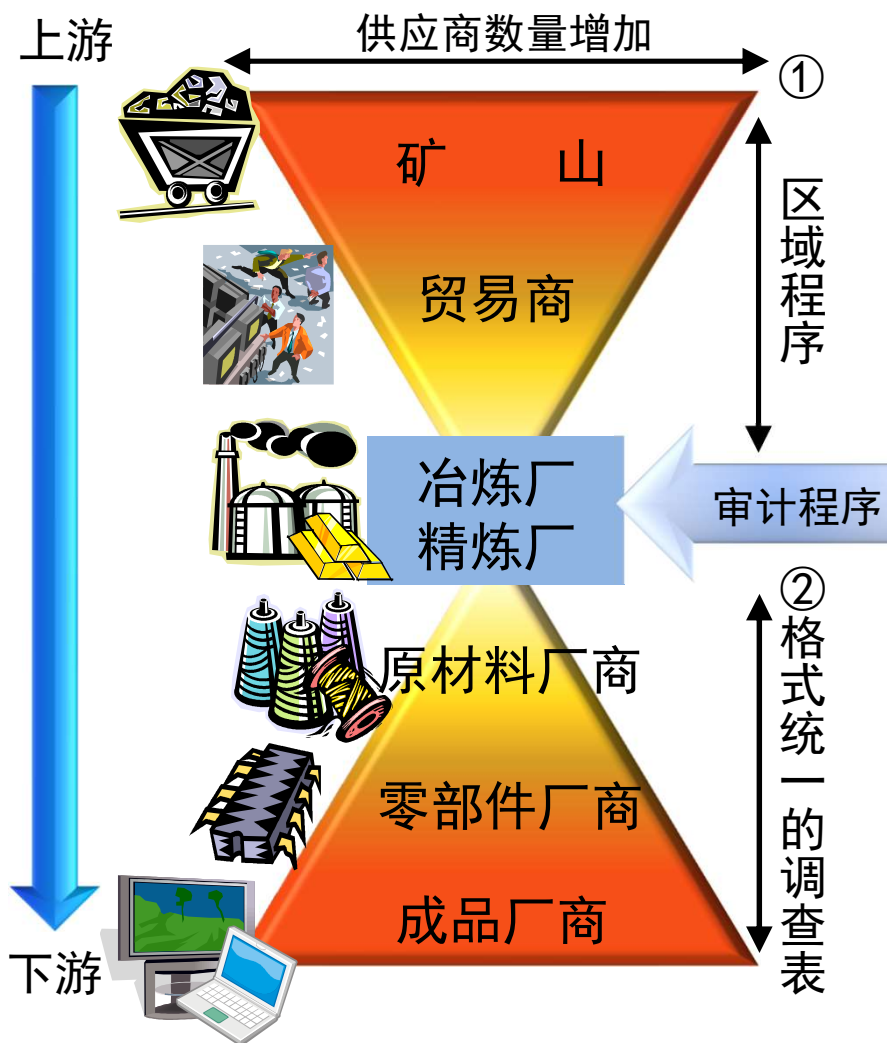 上游
供应商数量增加
①
矿 山
区域程序
贸易商
冶炼厂
精炼厂
审计程序
②
格式统一的调查表
原材料厂商
零部件厂商
成品厂商
下游